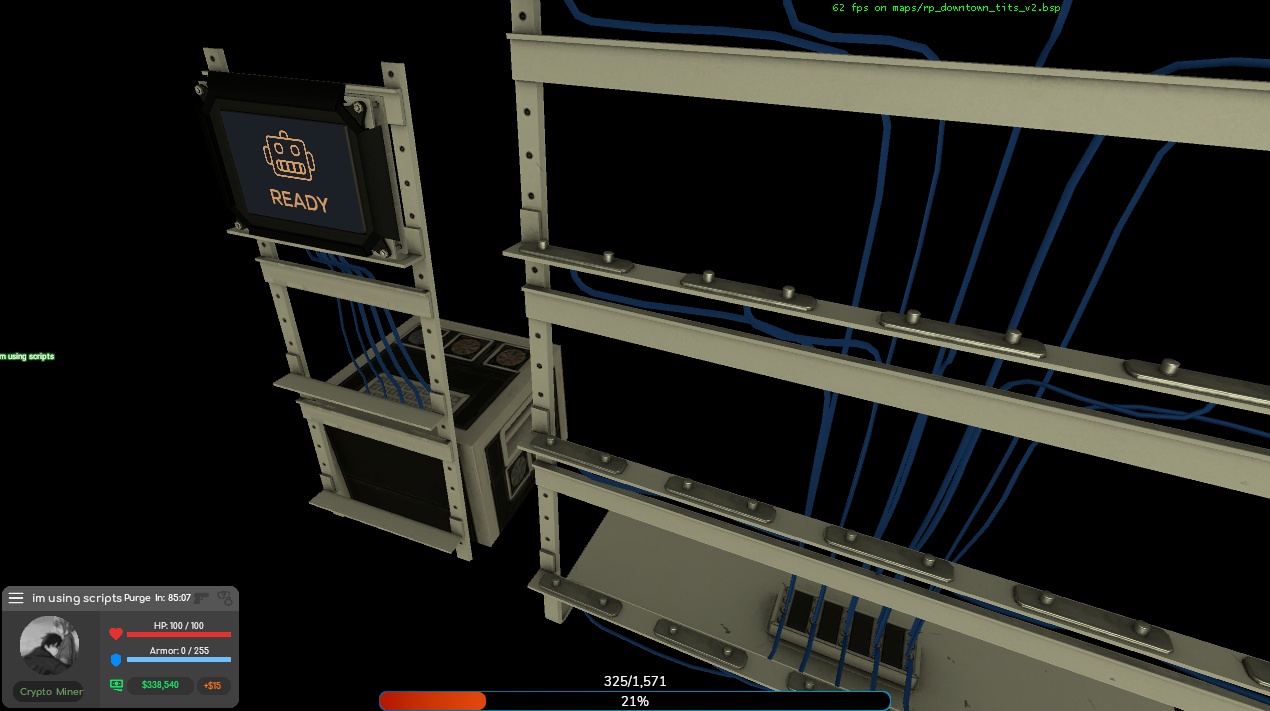 62 fps on maps/rp_downtown_tits_v2.bsp
READY
m using scripts
im using scripts Purge In: 85:07
HP: 100 / 100
Armor: 0 / 255
$338,540 +$15
Crypto Miner
325/1,571
21%